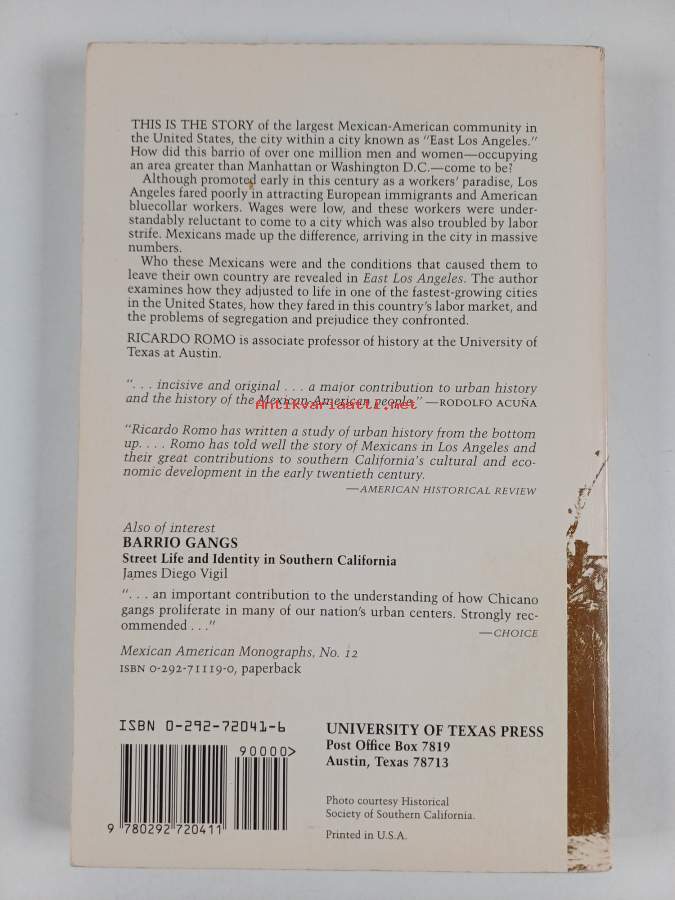 THIS IS THE STORY of the largest Mexican-American community in
the United States, the city within a city known as "East Los Angeles."
How did this barrio of over one million men and women—occupying
an area greater than Manhattan or Washington D.C.—come to be?
Although promoted early in this century as a workers' paradise, Los
Angeles fared poorly in attracting European immigrants and American
bluecollar workers. Wages were low, and these workers were under-
standably reluctant to come to a city which was also troubled by labor
strife. Mexicans made up the difference, arriving in the city in massive
numbers.
Who these Mexicans were and the conditions that caused them to
leave their own country are revealed in East Los Angeles. The author
examines how they adjusted to life in one of the fastest-growing cities
in the United States, how they fared in this country's labor market, and
the problems of segregation and prejudice they confronted.
RICARDO ROMO is associate professor of history at the University of
Texas at Austin.
". . . incisive and original . . . a major contribution to urban history
and the history of the Mexican-American people." —RODOLFO ACUÑA
Antikvariaatti.net
"Ricardo Romo has written a study of urban history from the bottom
up. . . . Romo has told well the story of Mexicans in Los Angeles and
their great contributions to southern California's cultural and eco-
nomic development in the early twentieth century.
—AMERICAN HISTORICAL REVIEW
Also of interest
BARRIO GANGS
Street Life and Identity in Southern California
James Diego Vigil
". . . an important contribution to the understanding of how Chicano
gangs proliferate in many of our nation's urban centers. Strongly rec-
ommended . . ."
—CHOICE
Mexican American Monographs, No. 12
ISBN 0-292-71119-0, paperback
ISBN 0-292-72041-6
90000>
9 780292 720411
UNIVERSITY OF TEXAS PRESS
Post Office Box 7819
Austin, Texas 78713
Photo courtesy Historical
Society of Southern California.
Printed in U.S.A.